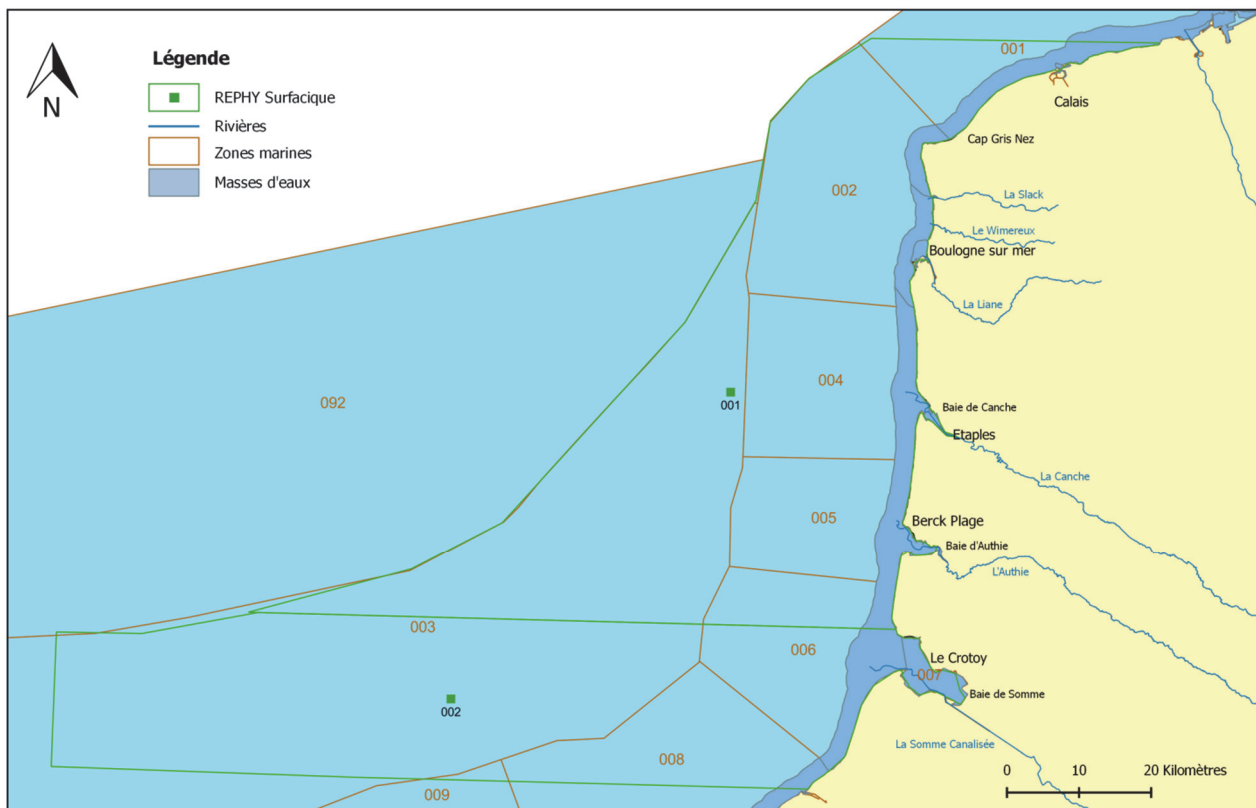 Légende
REPHY Surfacique
Rivières
Zones marines
Masses d'eaux
N
001
Calais
Cap Gris Nez
002
La Slack
Le Wimereux
Boulogne sur mer
La Liane
004
092
001
Baie de Canche
Etaples
La Canche
005
Berck Plage
Baie d'Authie
L'Authie
003
006
Le Crotoy
007
Baie de Somme
002
La Somme Canalisée
008
009
0 10 20 Kilomètres